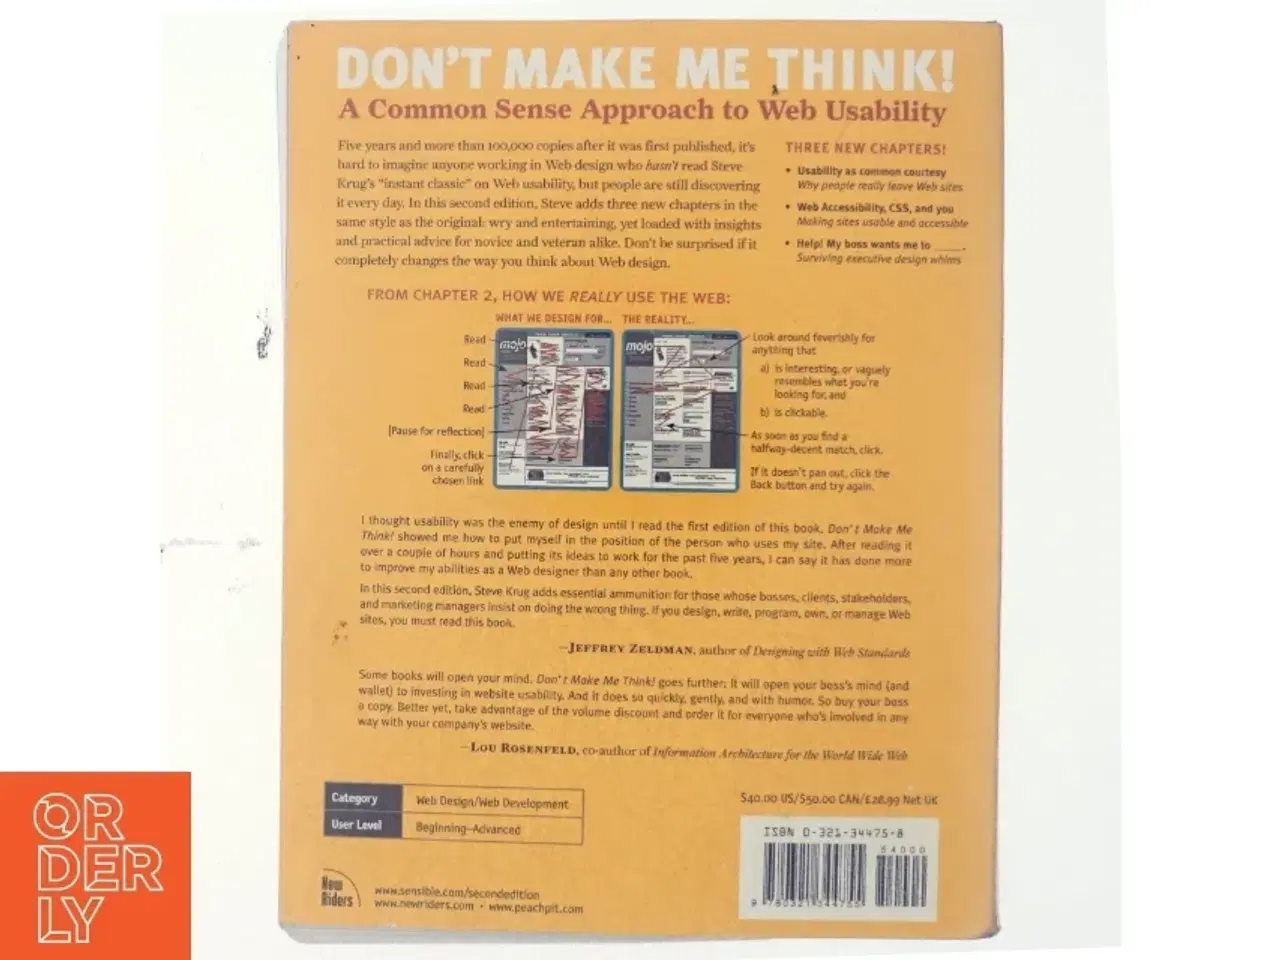 DON'T MAKE ME THINK!
A Common Sense Approach to Web Usability
Five years and more than 100,000 copies after it was first published, it's
hard to imagine anyone working in Web design who hasn't read Steve
Krug's "instant classic" on Web usability, but people are still discovering
it every day. In this second edition, Steve adds three new chapters in the
same style as the original: wry and entertaining, yet loaded with insights
and practical advice for novice and veteran alike. Don't be surprised if it
completely changes the way you think about Web design.
THREE NEW CHAPTERS!
• Usability as common courtesy
Why people really leave Web sites
• Web Accessibility, CSS, and you
Making sites usable and accessible
• Help! My boss wants me to ____.
Surviving executive design whims
FROM CHAPTER 2, HOW WE REALLY USE THE WEB:
WHAT WE DESIGN FOR...
Read
Read
Read
Read
[Pause for reflection]
Finally, click
on a carefully
chosen link
mojo
THE REALITY...
mojo
Look around feverishly for
anything that
a) is interesting, or vaguely
resembles what you're
looking for, and
b) is clickable.
As soon as you find a
halfway-decent match, click.
If it doesn't pan out, click the
Back button and try again.
I thought usability was the enemy of design until I read the first edition of this book. Don't Make Me
Think! showed me how to put myself in the position of the person who uses my site. After reading it
over a couple of hours and putting its ideas to work for the past five years, I can say it has done more
to improve my abilities as a Web designer than any other book.
In this second edition, Steve Krug adds essential ammunition for those whose bosses, clients, stakeholders,
and marketing managers insist on doing the wrong thing. If you design, write, program, own, or manage Web
sites, you must read this book.
—JEFFREY ZELDMAN, author of Designing with Web Standards
Some books will open your mind. Don't Make Me Think! goes further: It will open your boss's mind (and
wallet) to investing in website usability. And it does so quickly, gently, and with humor. So buy your boss
a copy. Better yet, take advantage of the volume discount and order it for everyone who's involved in any
way with your company's website.
—LOU ROSENFELD, co-author of Information Architecture for the World Wide Web
Category Web Design/Web Development
User Level Beginning–Advanced
New
Riders
www.sensible.com/secondedition
www.newriders.com • www.peachpit.com
$40.00 US/$50.00 CAN/£28.99 Net UK
ISBN 0-321-34475-8
54000
OR
DER
LY